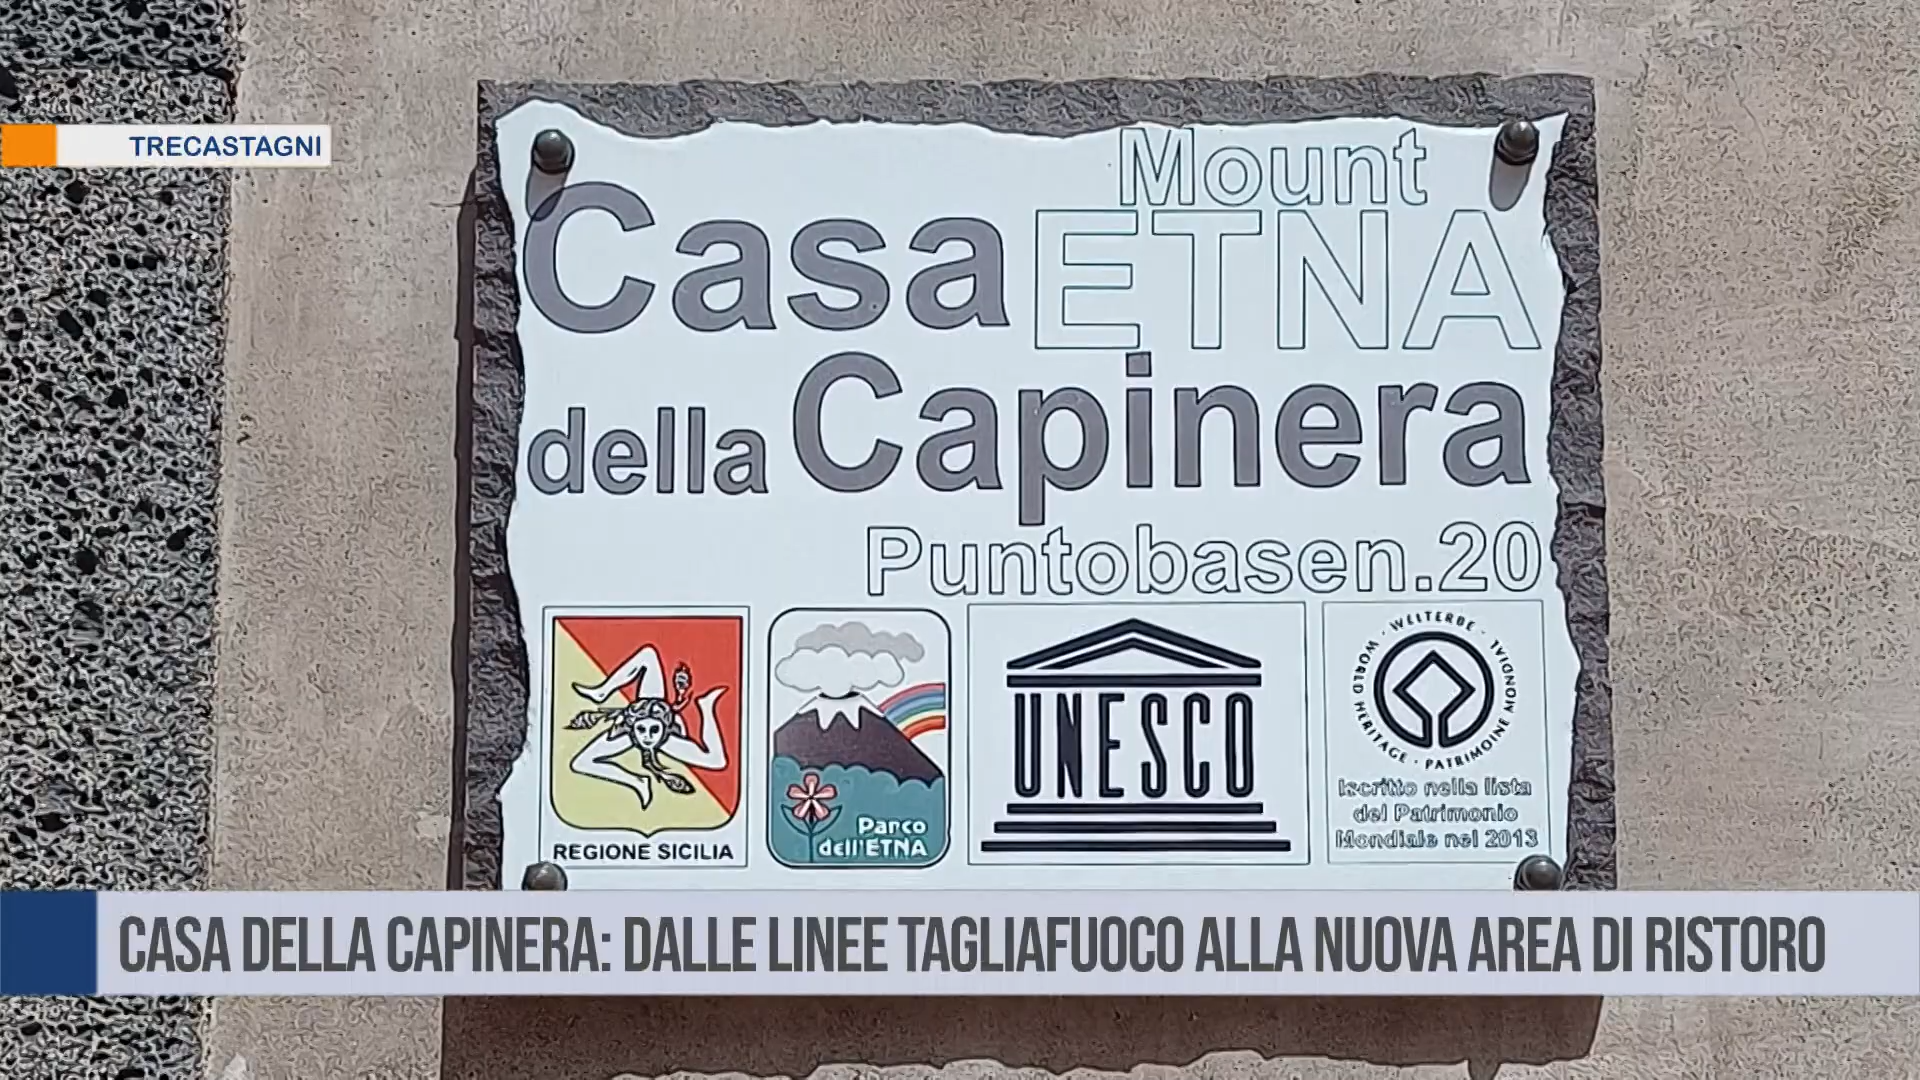 TRECASTAGNI
Mount
Casa ETNA
della Capinera
Puntobasen.20
REGIONE SICILIA
Parco
dell'ETNA
UNESCO
WORLD HERITAGE · WELTERBE · PATRIMOINE MONDIAL
Iscritto nella lista
del Patrimonio
Mondiale nel 2013
CASA DELLA CAPINERA: DALLE LINEE TAGLIAFUOCO ALLA NUOVA AREA DI RISTORO